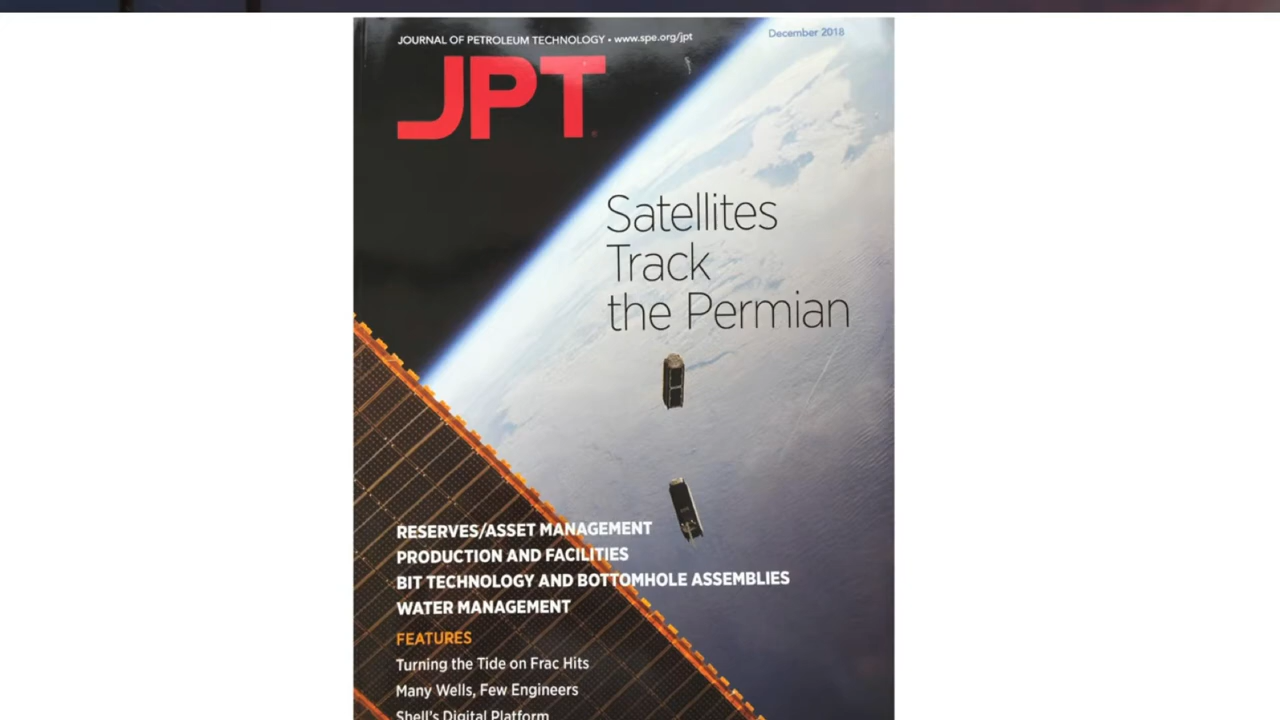 JOURNAL OF PETROLEUM TECHNOLOGY • www.spe.org/jpt
December 2018
JPT
Satellites
Track
the Permian
RESERVES/ASSET MANAGEMENT
PRODUCTION AND FACILITIES
BIT TECHNOLOGY AND BOTTOMHOLE ASSEMBLIES
WATER MANAGEMENT
FEATURES
Turning the Tide on Frac Hits
Many Wells, Few Engineers
Shell's Digital Platform